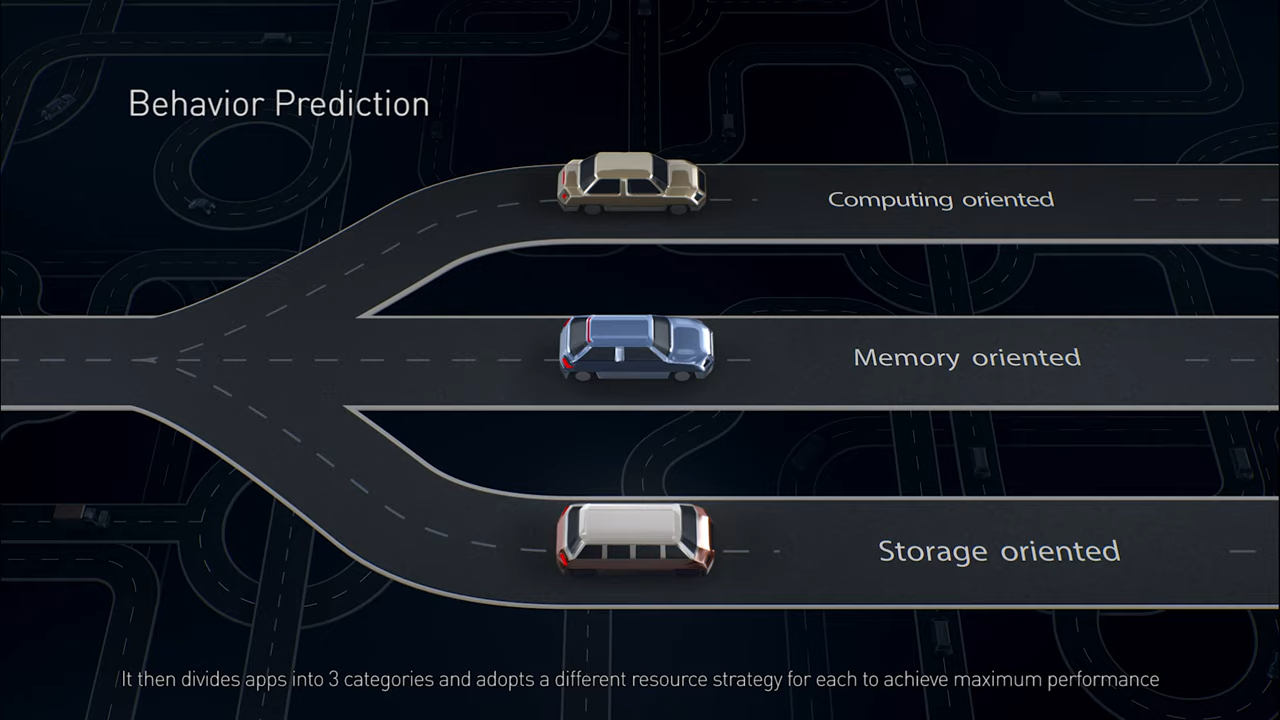 Behavior Prediction
Computing oriented
Memory oriented
Storage oriented
It then divides apps into 3 categories and adopts a different resource strategy for each to achieve maximum performance